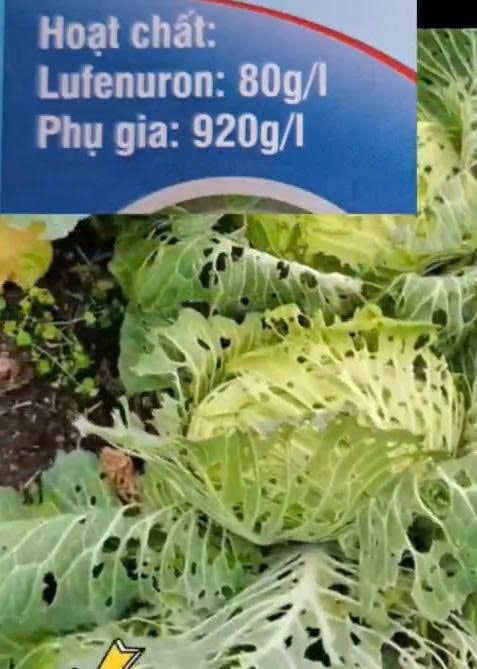 Hoạt chất:
Lufenuron: 80g/l
Phụ gia: 920g/l